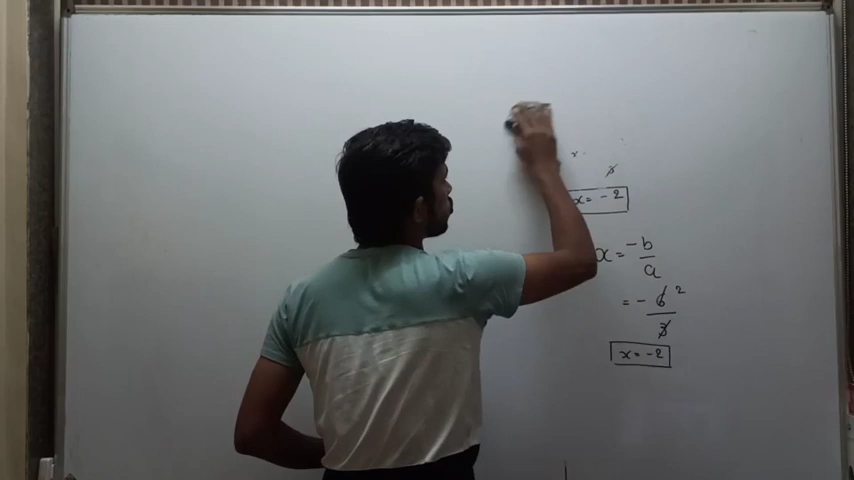 x = -2
x = -b/a
= -6 2/3
x = -2